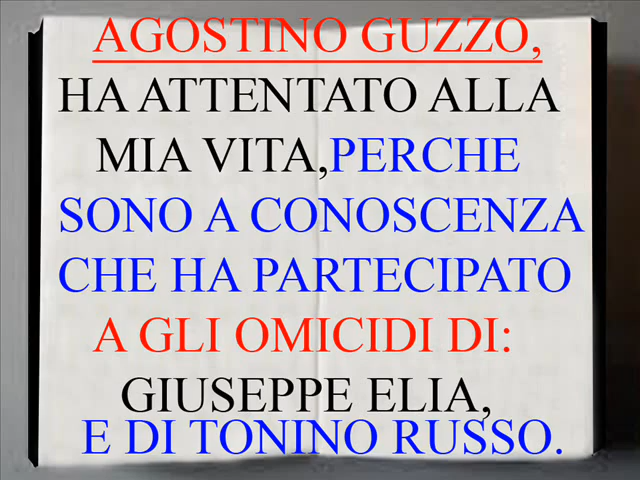 AGOSTINO GUZZO,
HA ATTENTATO ALLA
MIA VITA,PERCHE
SONO A CONOSCENZA
CHE HA PARTECIPATO
A GLI OMICIDI DI:
GIUSEPPE ELIA,
E DI TONINO RUSSO.